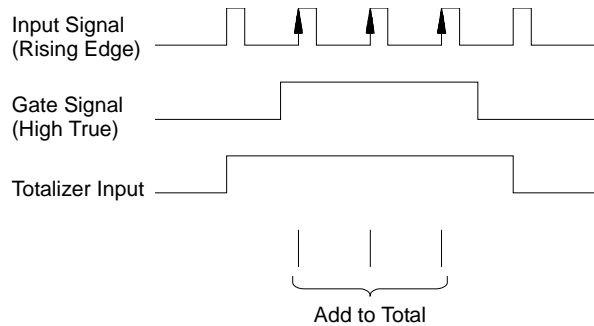 Input Signal
(Rising Edge)
Gate Signal
(High True)
Totalizer Input
Add to Total